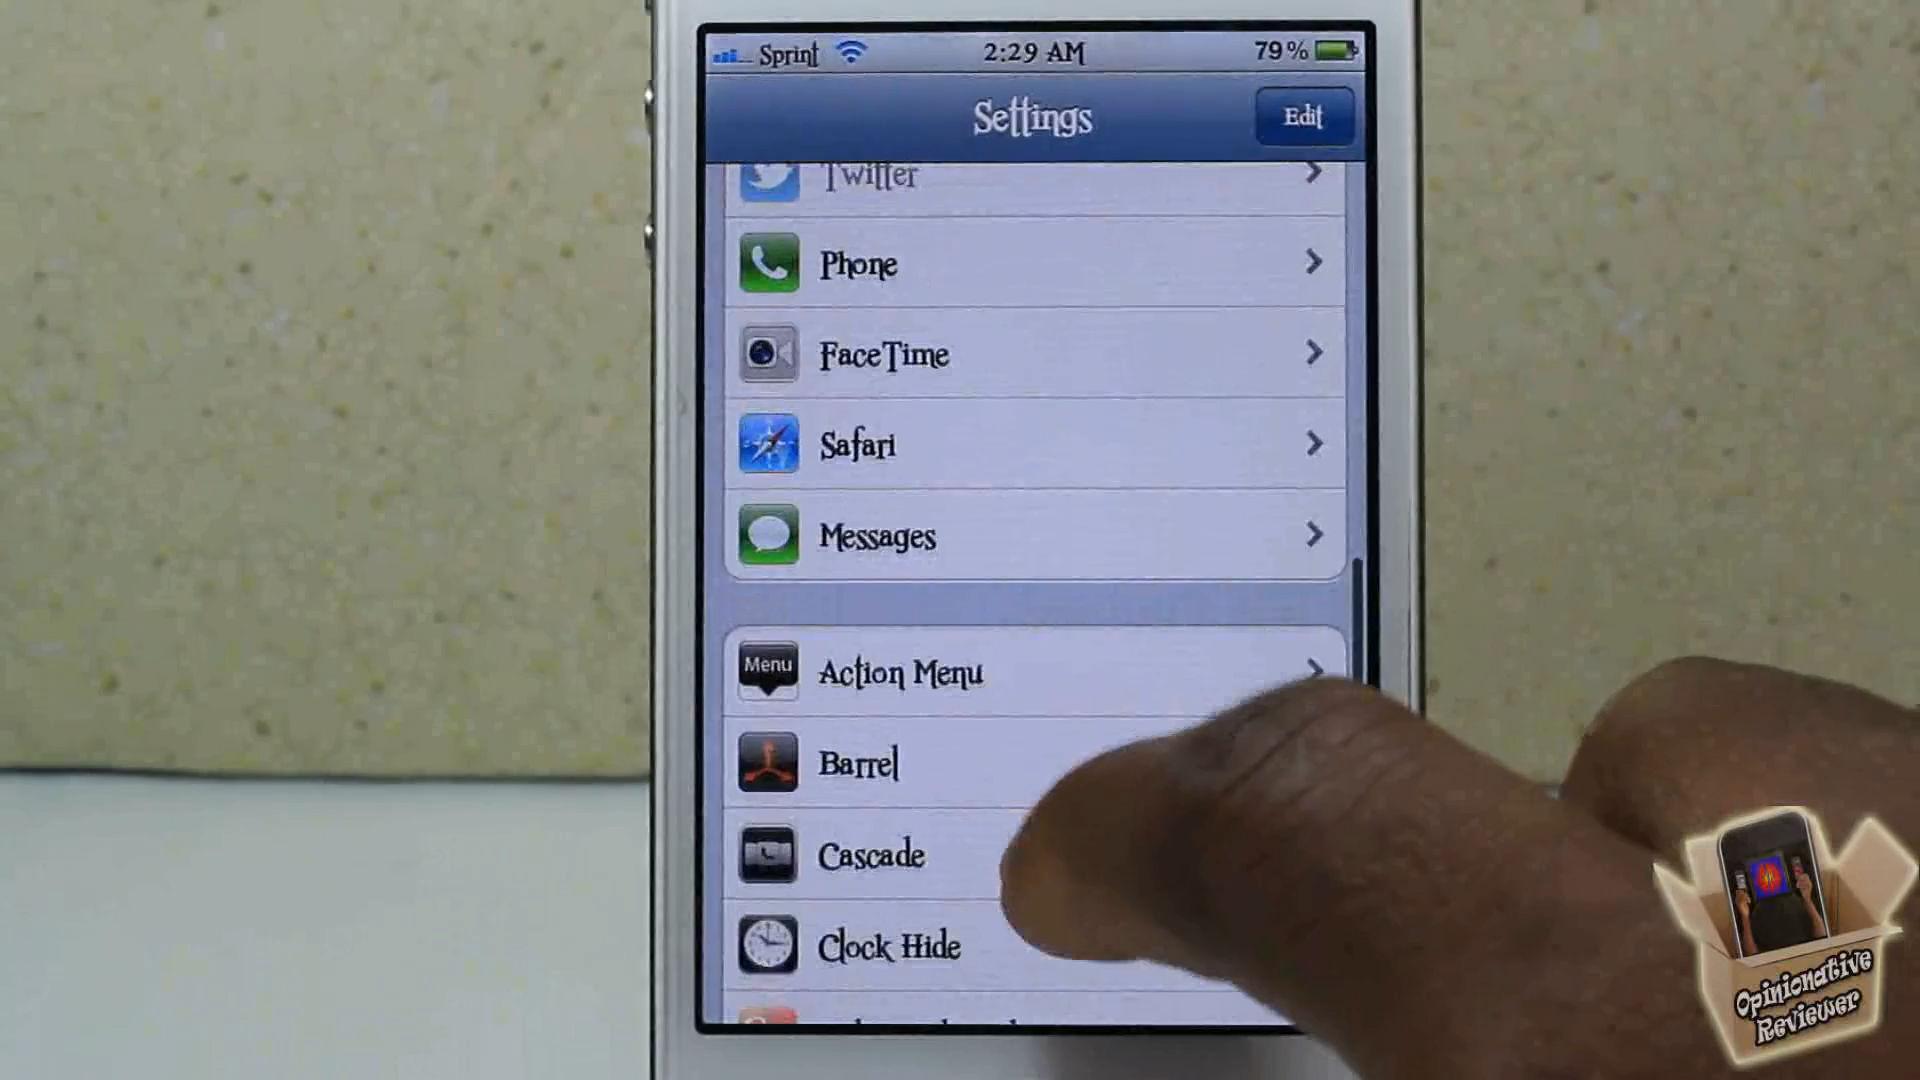 Sprint 2:29 AM 79%
Settings Edit
Twitter
Phone
FaceTime
Safari
Messages
Menu Action Menu
Barrel
Cascade
Clock Hide
Opinionative
Reviewer